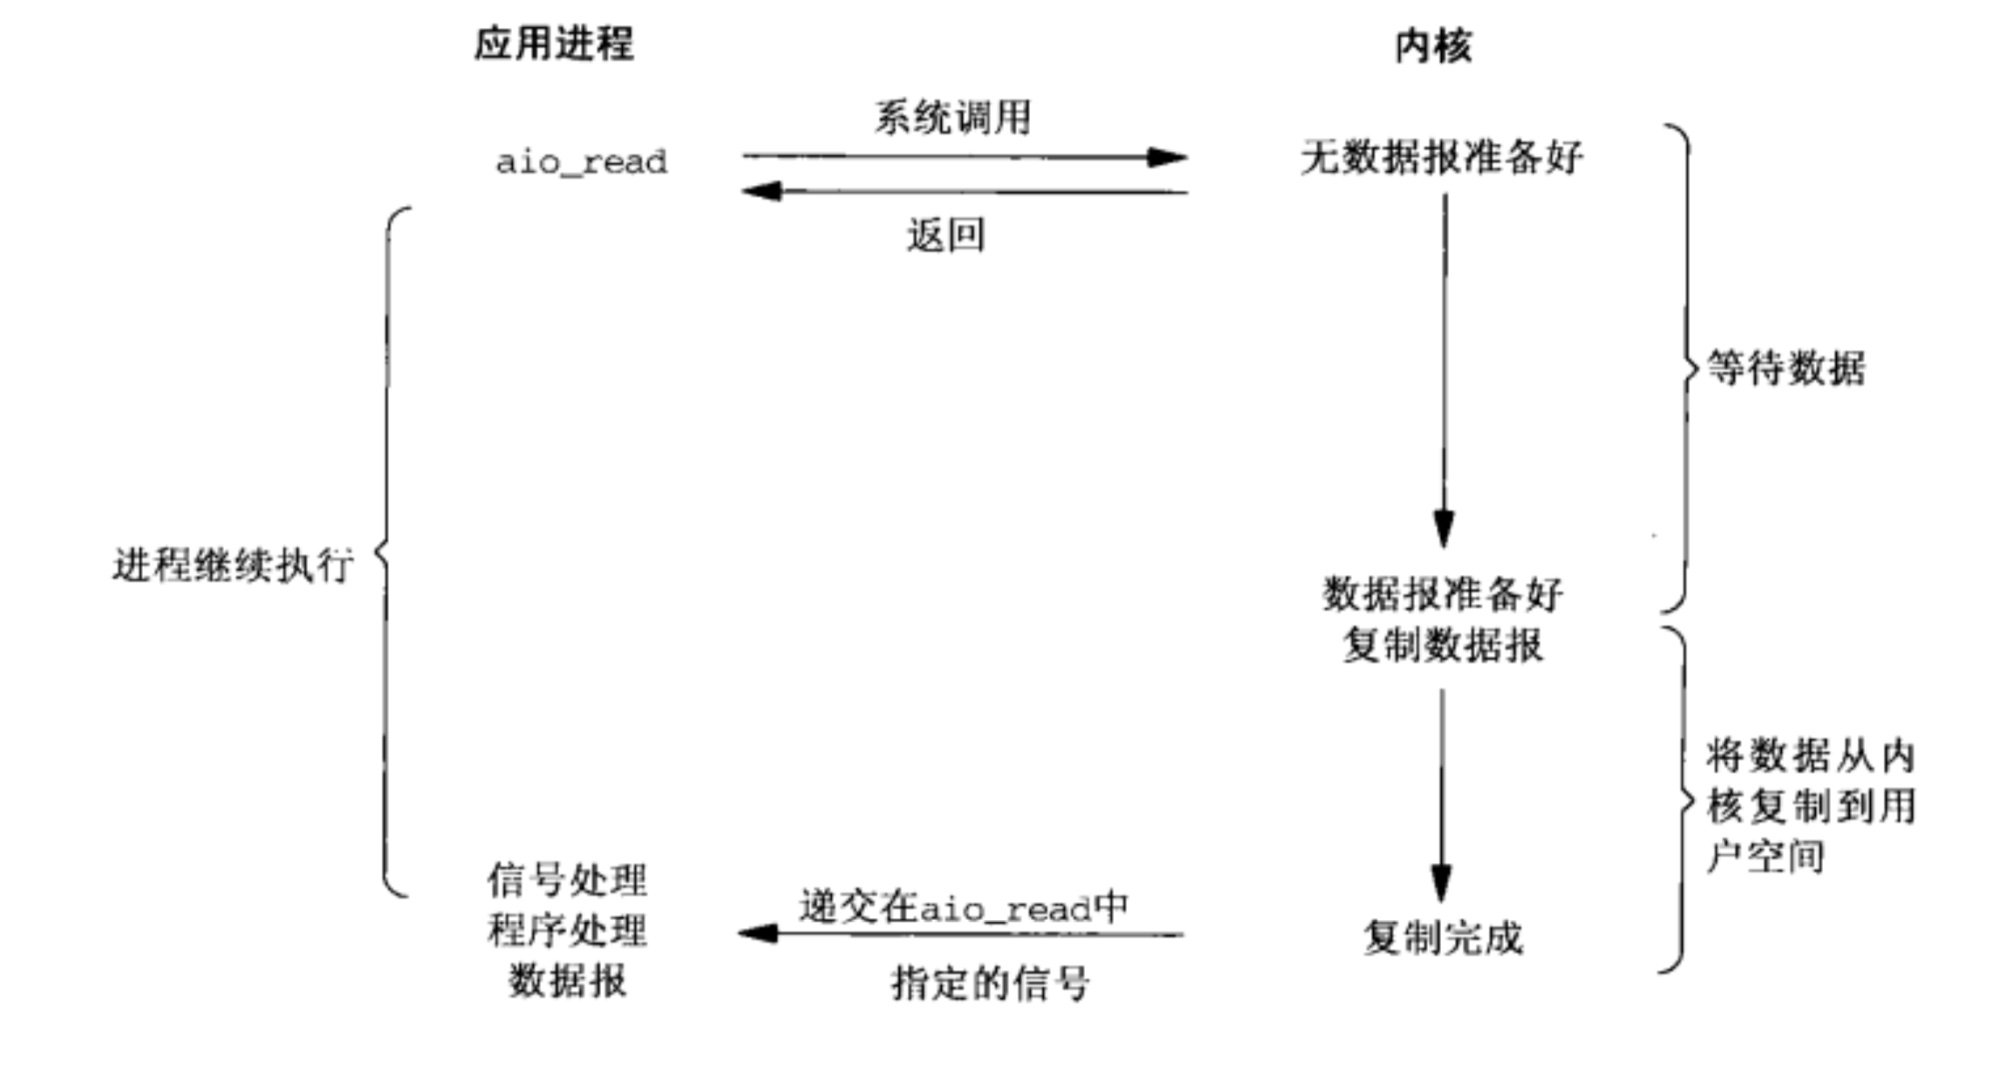 应用进程
内核
系统调用
aio_read
无数据报准备好
返回
等待数据
进程继续执行
数据报准备好
复制数据报
将数据从内
核复制到用
户空间
信号处理
程序处理
数据报
递交在aio_read中
指定的信号
复制完成